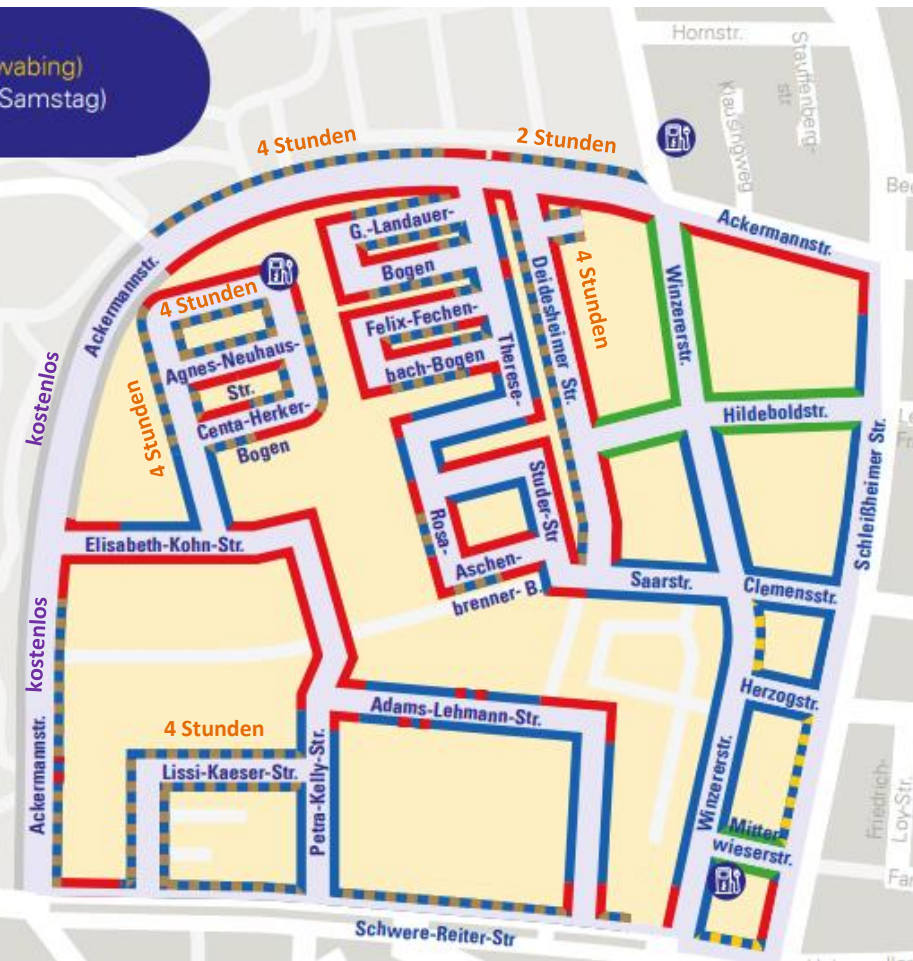 wabing)
Samstag)
Hornstr.
Stauffenberg-
str
Klausingweg
4 Stunden
2 Stunden
Be
Ackermannstr.
G.-Landauer-
Bogen
Deidesheimer Str.
4 Stunden
Winzererstr.
Ackermannstr.
4 Stunden
Felix-Fechen-
bach-Bogen
Therese-
Agnes-Neuhaus-
Str.
Centa-Herker-
Bogen
kostenlos
4 Stunden
Hildeboldstr.
Schleißheimer Str.
Studer-Str
Rosa-
Aschen-
brenner- B.
Elisabeth-Kohn-Str.
Saarstr.
Clemensstr.
kostenlos
Herzogstr.
Adams-Lehmann-Str.
4 Stunden
Lissi-Kaeser-Str.
Petra-Kelly-Str.
Ackermannstr.
Winzererstr.
Mitter-
wieserstr.
Friedrich-
Loy-Str.
Far
Schwere-Reiter-Str